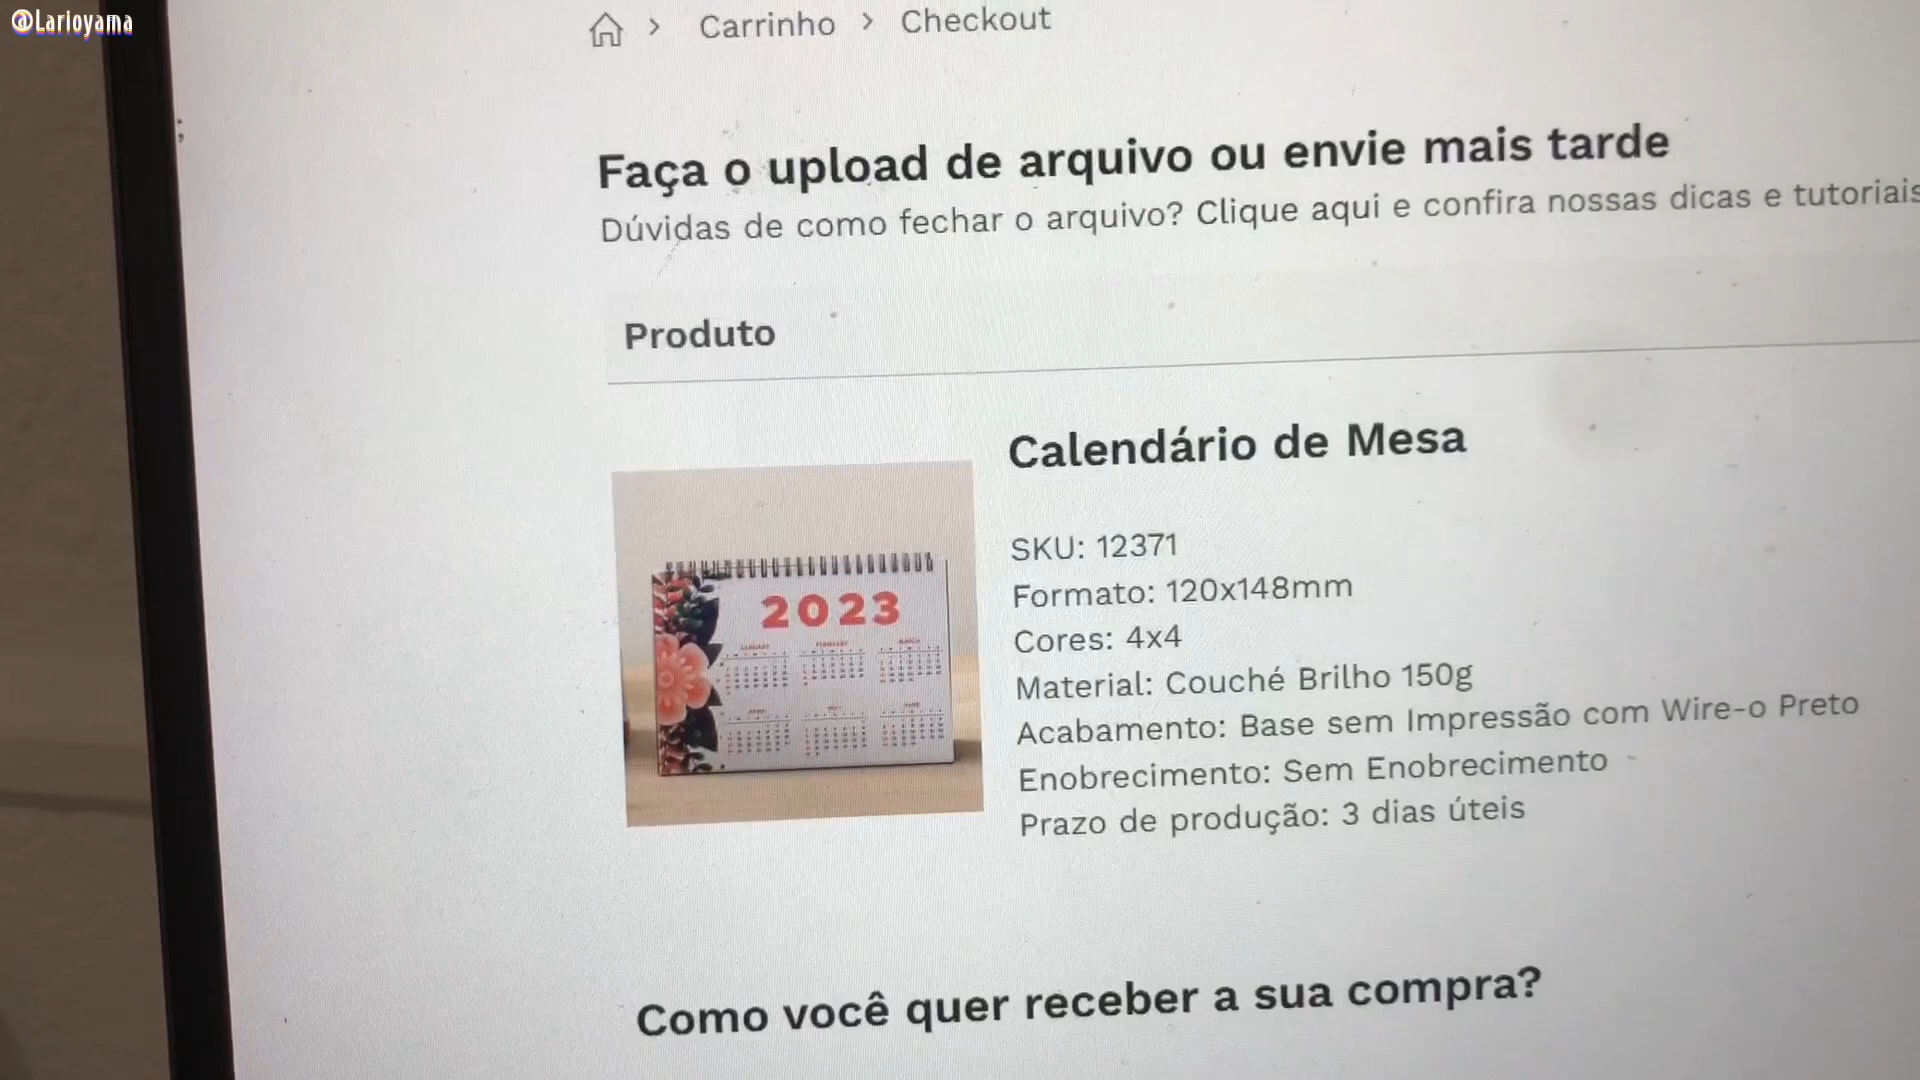 @Larioyama
Carrinho > Checkout
Faça o upload de arquivo ou envie mais tarde
Dúvidas de como fechar o arquivo? Clique aqui e confira nossas dicas e tutoriais
Produto
Calendário de Mesa
SKU: 12371
Formato: 120x148mm
Cores: 4x4
Material: Couché Brilho 150g
Acabamento: Base sem Impressão com Wire-o Preto
Enobrecimento: Sem Enobrecimento
Prazo de produção: 3 dias úteis
2023
Como você quer receber a sua compra?